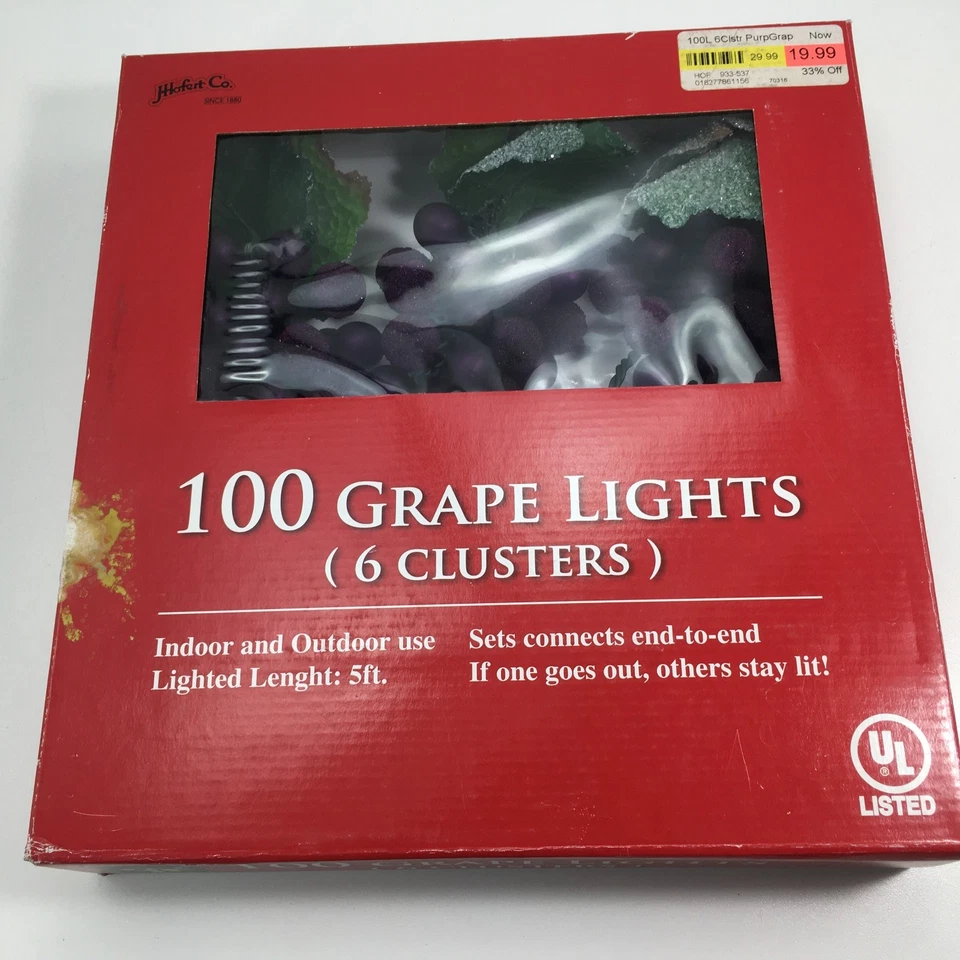 J Hofert Co.
SINCE 1880
100L 6Clstr PurpGrap Now
29.99 19.99
HOF 933-537 33% Off
018277861156 70318
100 GRAPE LIGHTS
( 6 CLUSTERS )
Indoor and Outdoor use
Lighted Lenght: 5ft.
Sets connects end-to-end
If one goes out, others stay lit!
UL
®
LISTED